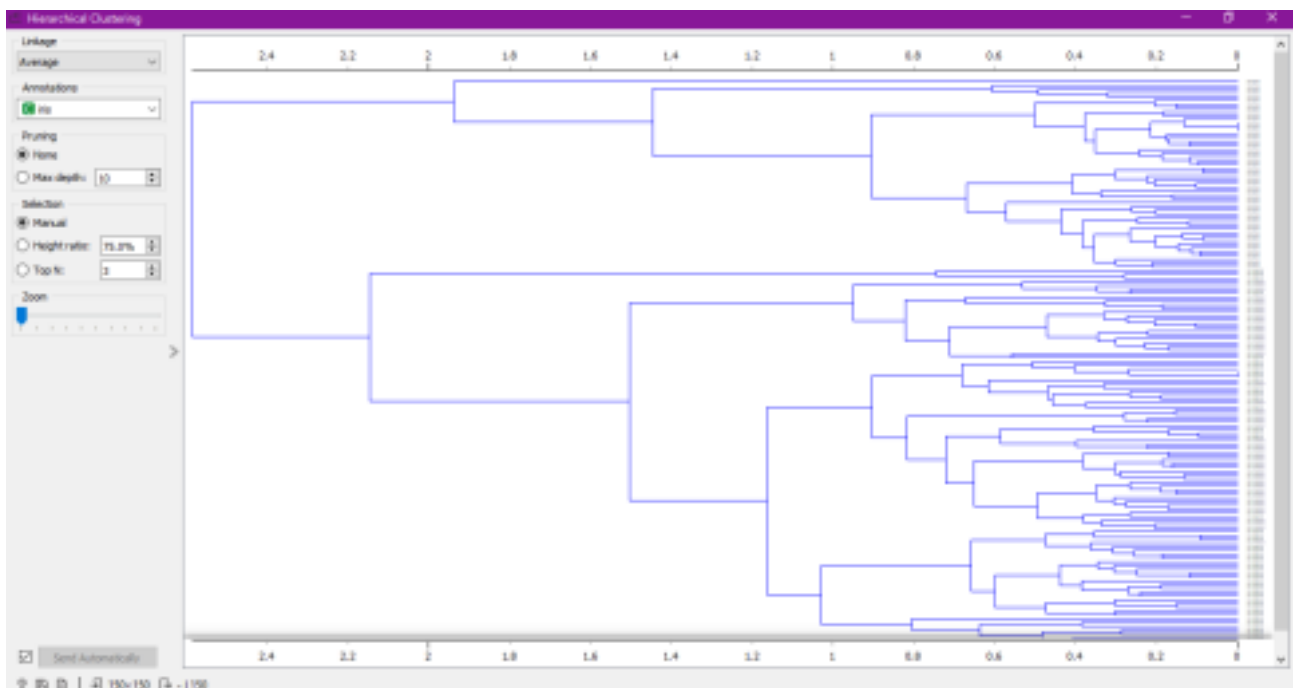 Hierarchical Clustering
Linkage
Average
Annotations
iris
Pruning
None
Max depth: 10
Selection
Manual
Height ratio: 75.0%
Top N: 3
Zoom
2.4 2.2 2 1.8 1.6 1.4 1.2 1 0.8 0.6 0.4 0.2 0
2.4 2.2 2 1.8 1.6 1.4 1.2 1 0.8 0.6 0.4 0.2 0
Send Automatically
150x150 - | 150